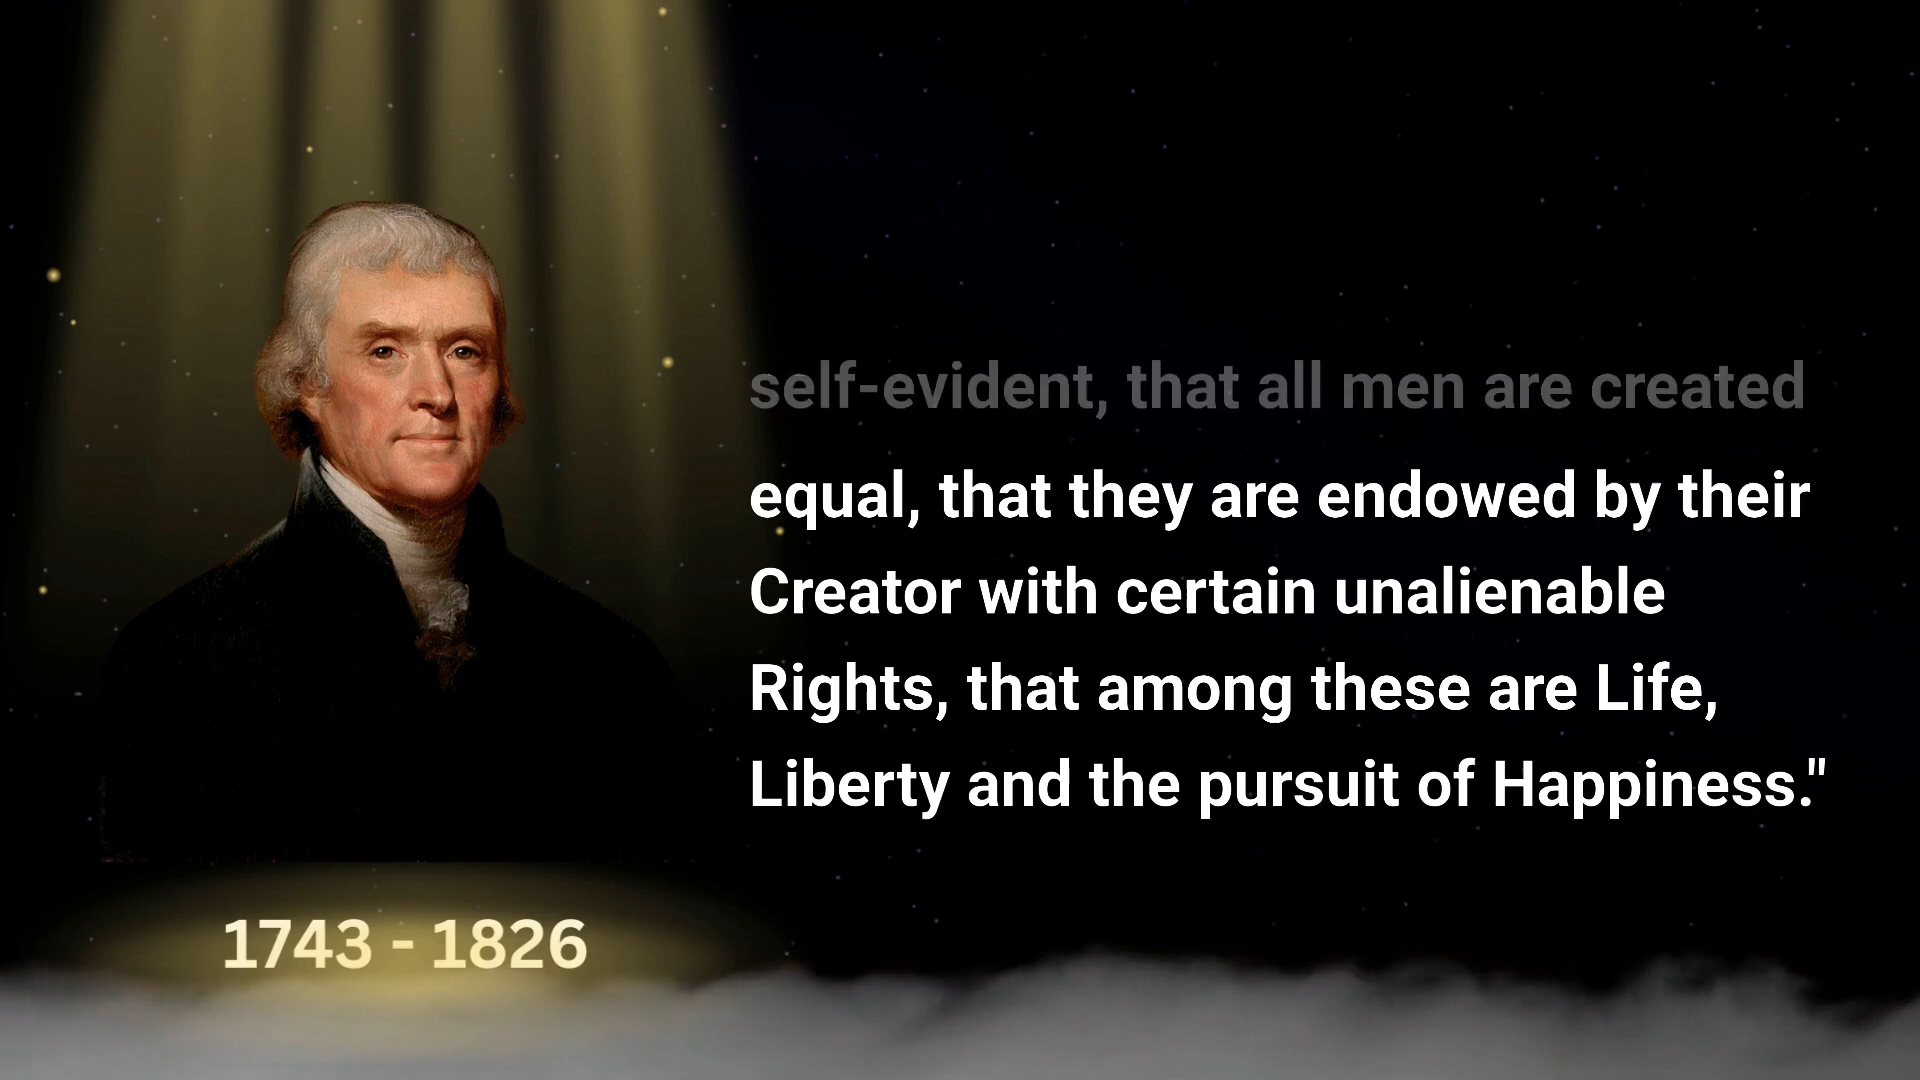 self-evident, that all men are created
equal, that they are endowed by their
Creator with certain unalienable
Rights, that among these are Life,
Liberty and the pursuit of Happiness."
1743 - 1826